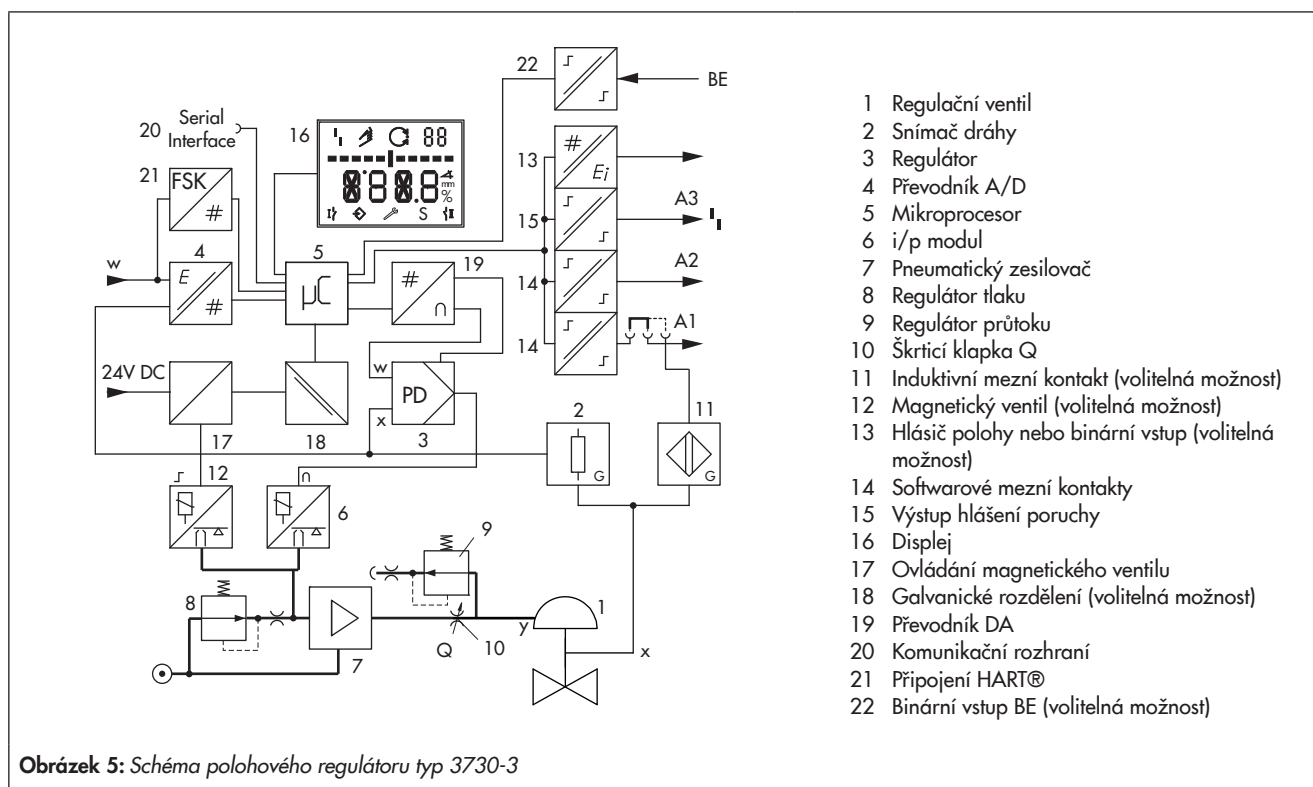 22
BE
Serial
20 Interface
16
88
88.8
mm
%
S
13
#
Ei
21
FSK
#
A3
15
w
4
E
#
5
µC
19
#
∩
A2
14
A1
14
24V DC
w
PD
x
3
2
G
11
G
17
18
12
∩
6
9
8
1
y
Q
10
x
7
1 Regulační ventil
2 Snímač dráhy
3 Regulátor
4 Převodník A/D
5 Mikroprocesor
6 i/p modul
7 Pneumatický zesilovač
8 Regulátor tlaku
9 Regulátor průtoku
10 Škrticí klapka Q
11 Induktivní mezní kontakt (volitelná možnost)
12 Magnetický ventil (volitelná možnost)
13 Hlásič polohy nebo binární vstup (volitelná
možnost)
14 Softwarové mezní kontakty
15 Výstup hlášení poruchy
16 Displej
17 Ovládání magnetického ventilu
18 Galvanické rozdělení (volitelná možnost)
19 Převodník DA
20 Komunikační rozhraní
21 Připojení HART®
22 Binární vstup BE (volitelná možnost)
Obrázek 5: Schéma polohového regulátoru typ 3730-3